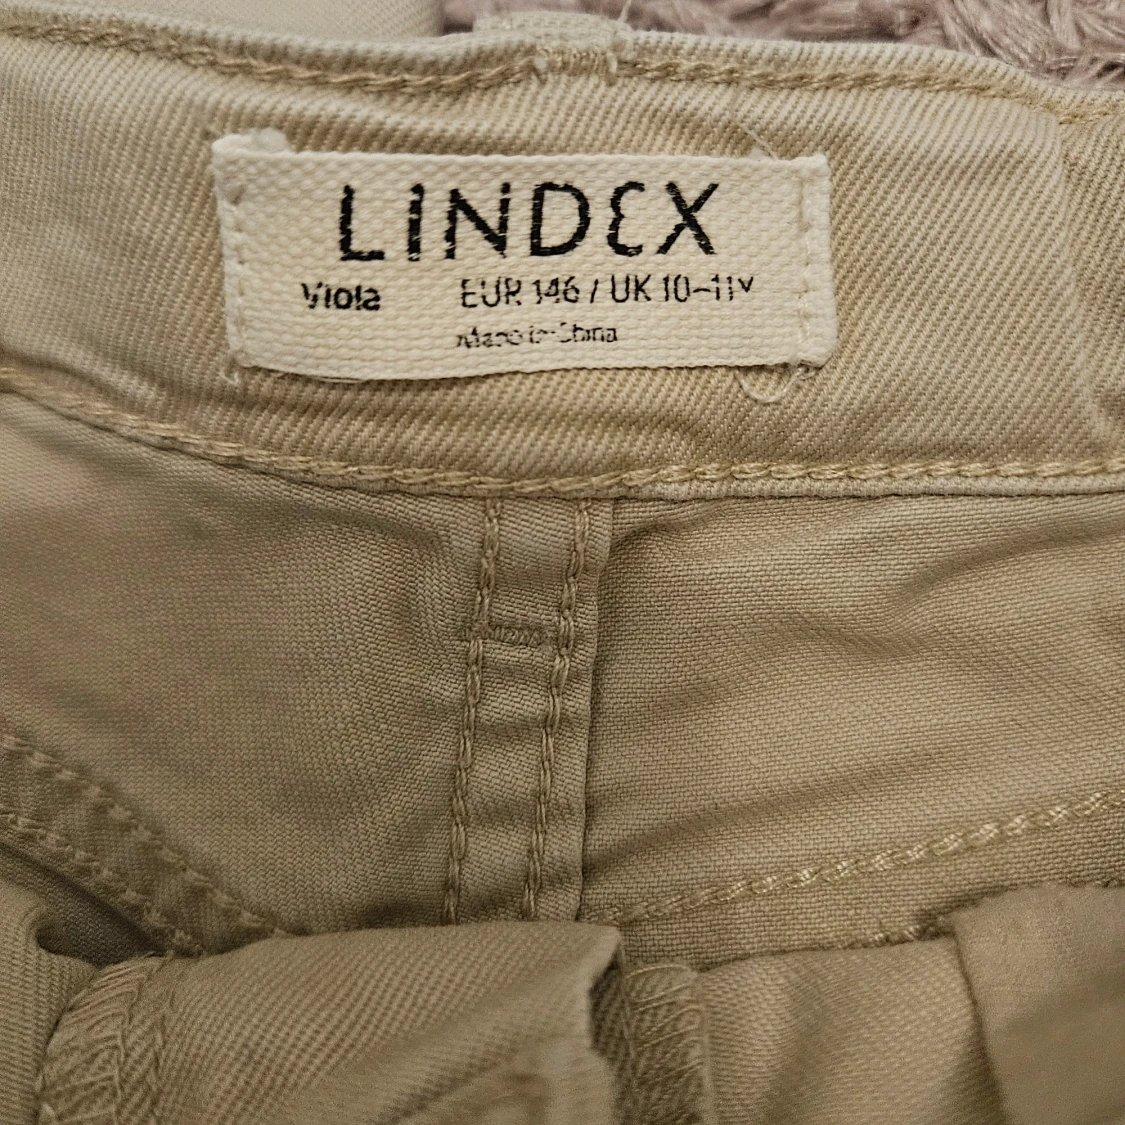 LINDEX
Viola EUR 146 / UK 10-11Y
Made in China